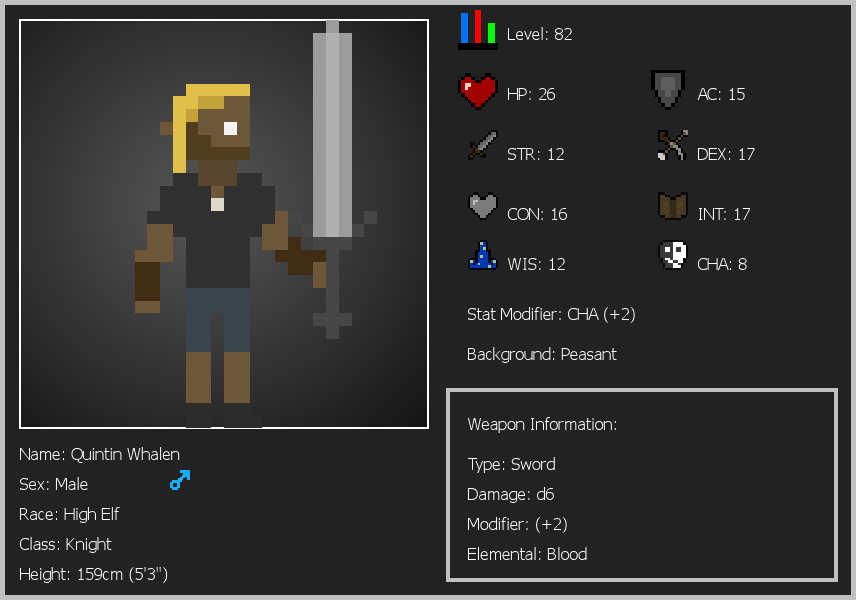 Level: 82
HP: 26
AC: 15
STR: 12
DEX: 17
CON: 16
INT: 17
WIS: 12
CHA: 8
Stat Modifier: CHA (+2)
Background: Peasant
Weapon Information:
Type: Sword
Damage: d6
Modifier: (+2)
Elemental: Blood
Name: Quintin Whalen
Sex: Male
Race: High Elf
Class: Knight
Height: 159cm (5'3")